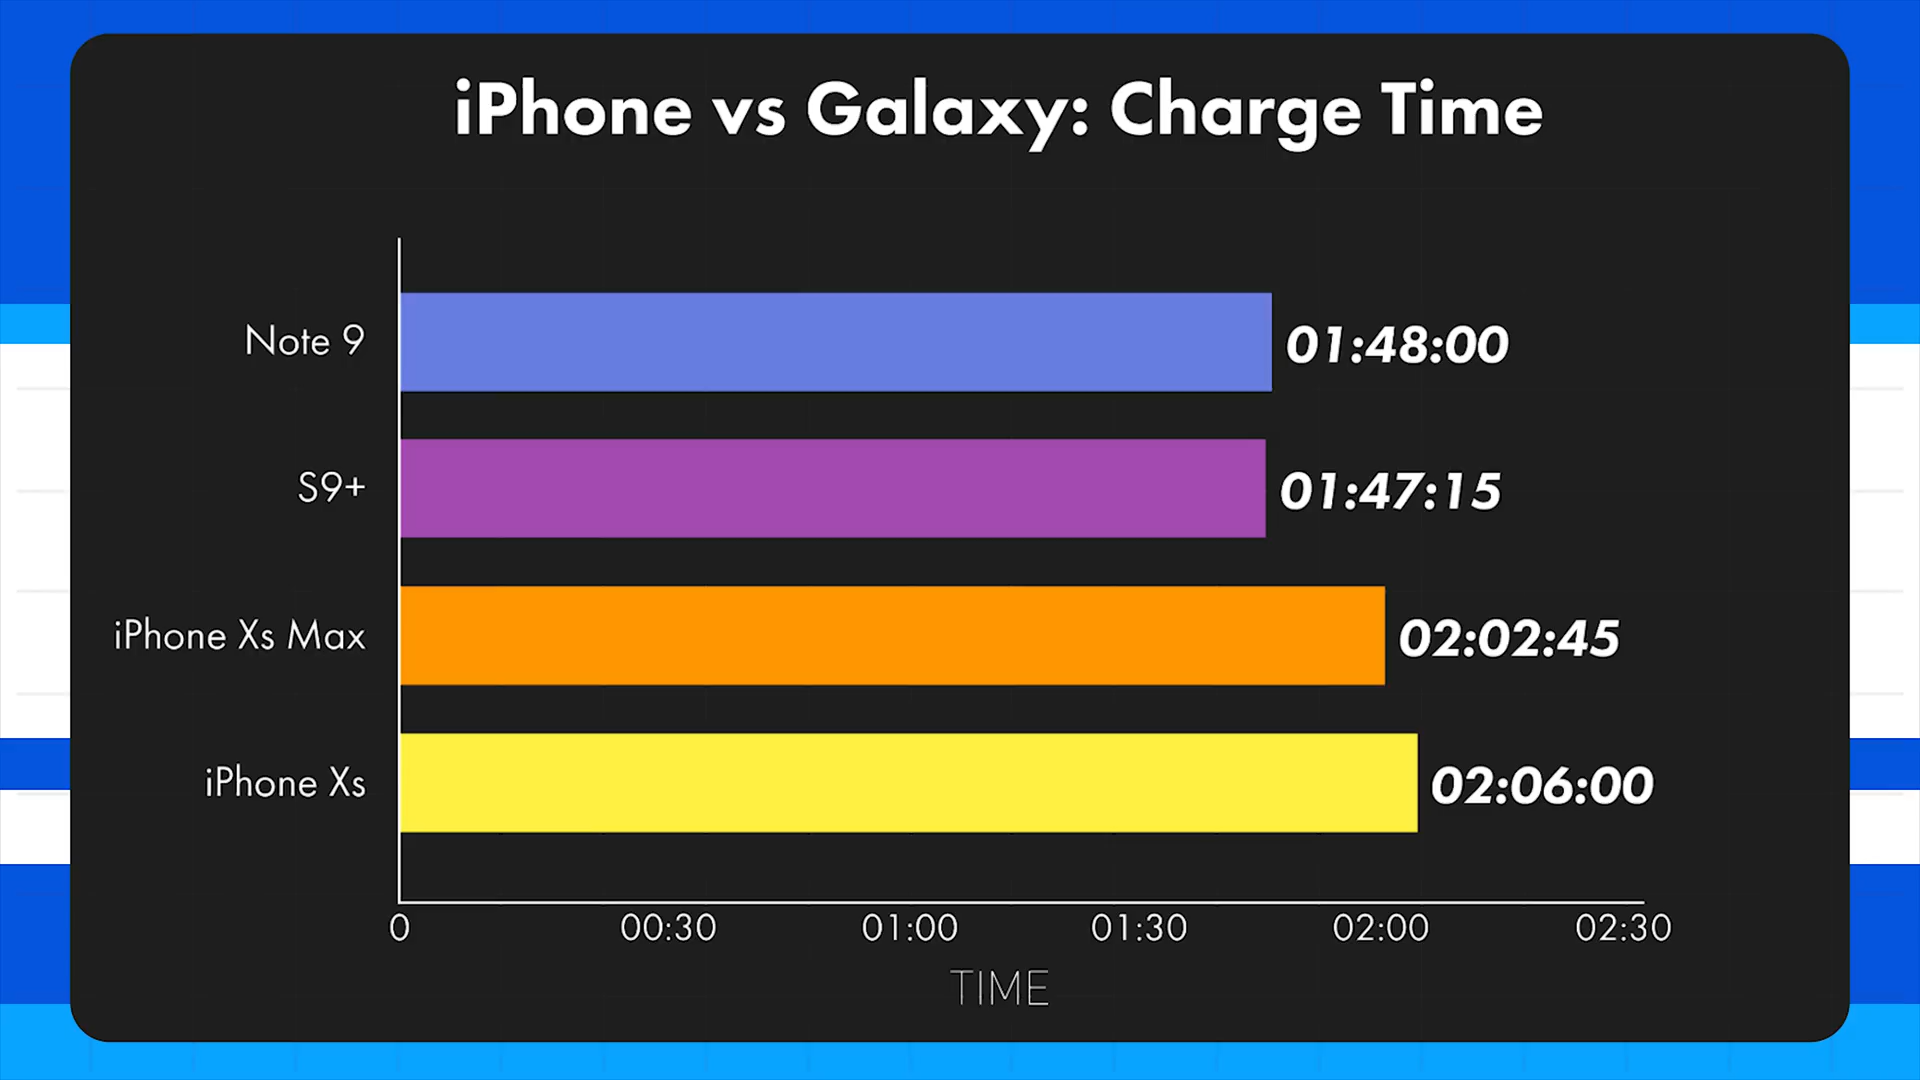 iPhone vs Galaxy: Charge Time
Note 9
01:48:00
S9+
01:47:15
iPhone Xs Max
02:02:45
iPhone Xs
02:06:00
0 00:30 01:00 01:30 02:00 02:30
TIME